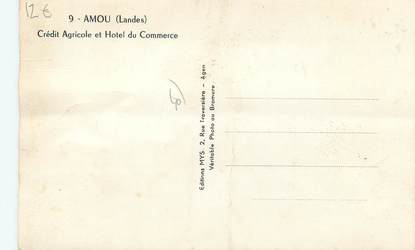 12 €
9 - AMOU (Landes)
Crédit Agricole et Hotel du Commerce
Editions MYS. 2, Rue Traversière - Agen
Véritable Photo au Bromure